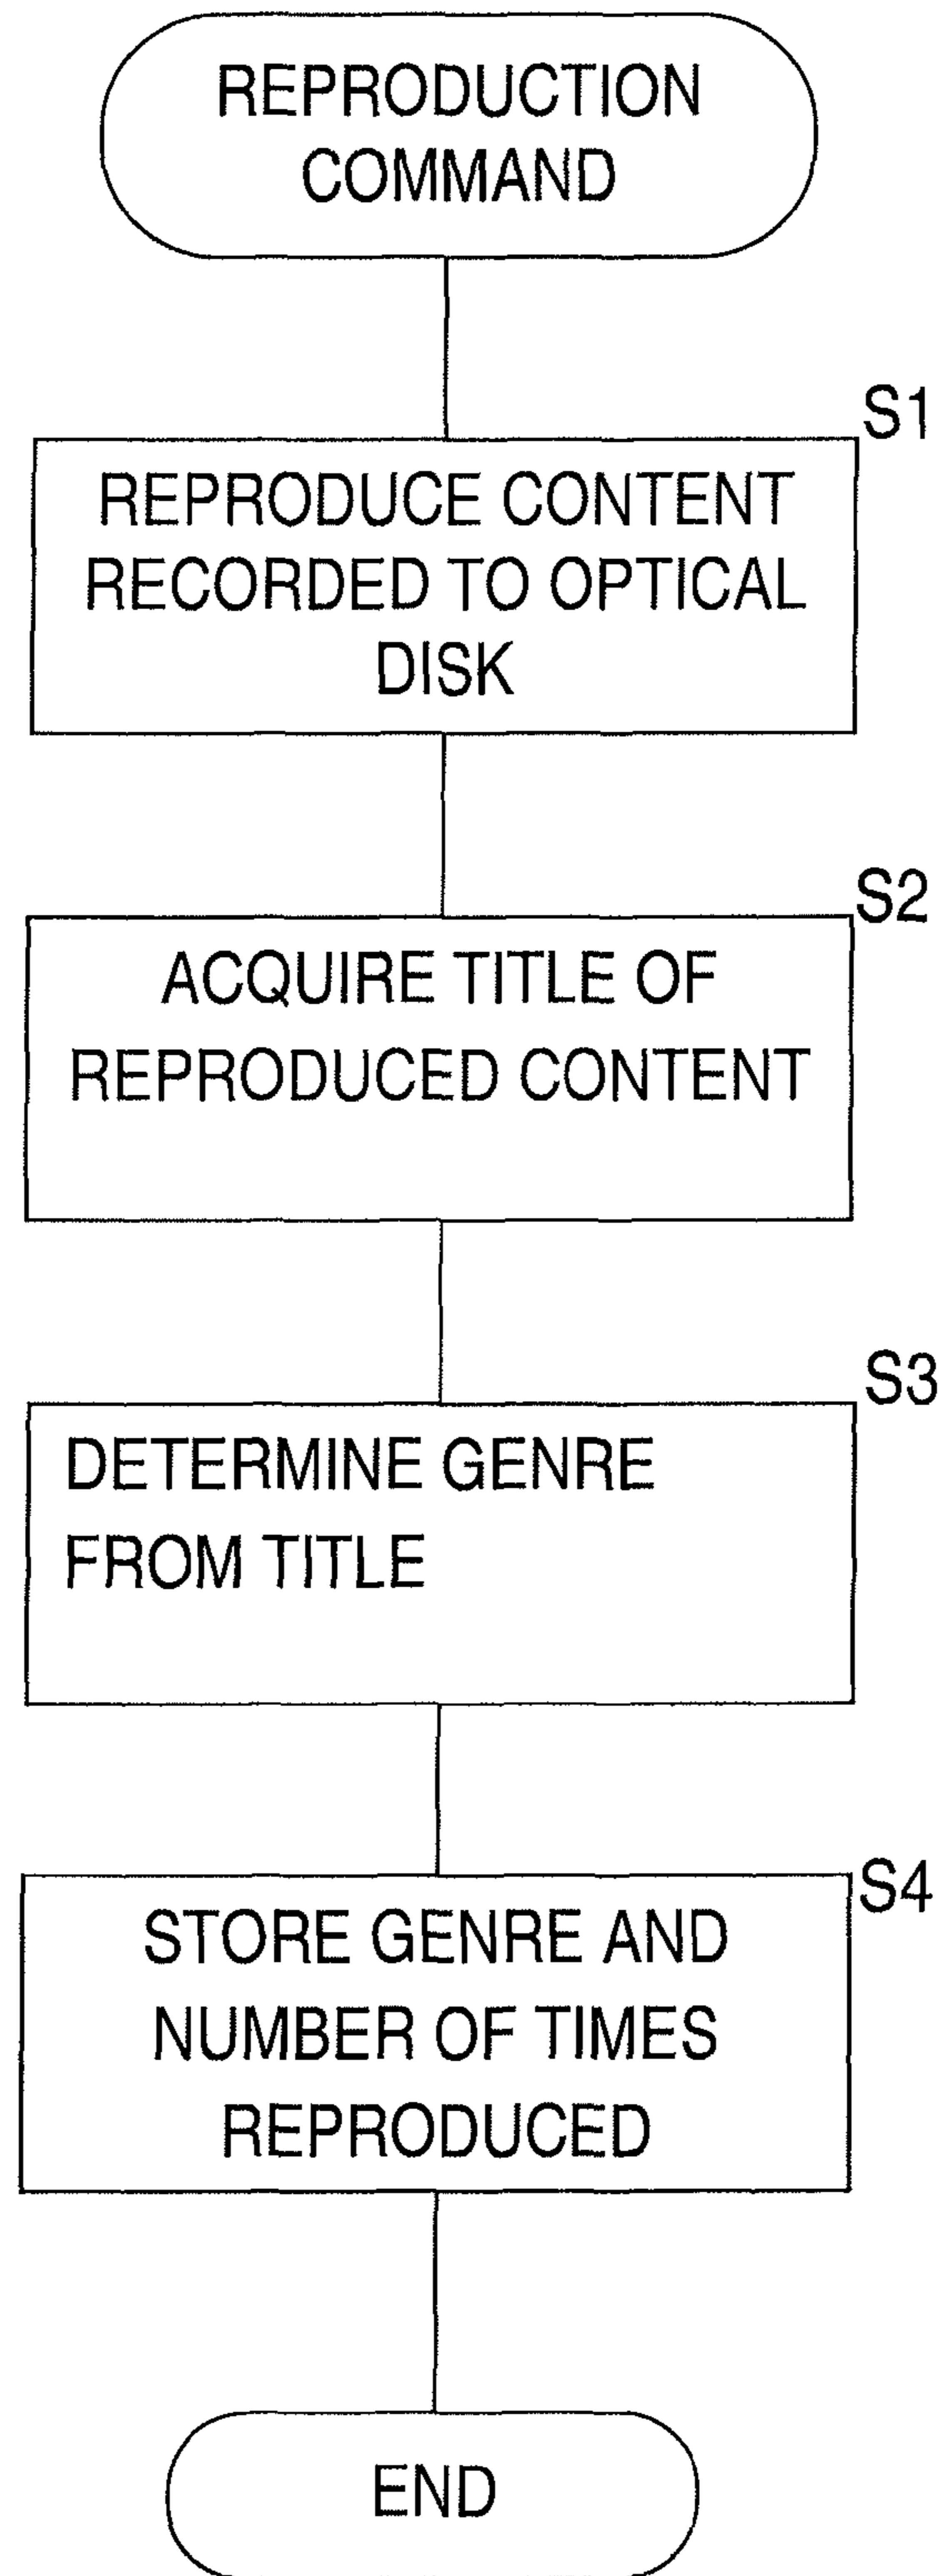 REPRODUCTION
COMMAND
S1
REPRODUCE CONTENT
RECORDED TO OPTICAL
DISK
S2
ACQUIRE TITLE OF
REPRODUCED CONTENT
S3
DETERMINE GENRE
FROM TITLE
S4
STORE GENRE AND
NUMBER OF TIMES
REPRODUCED
END